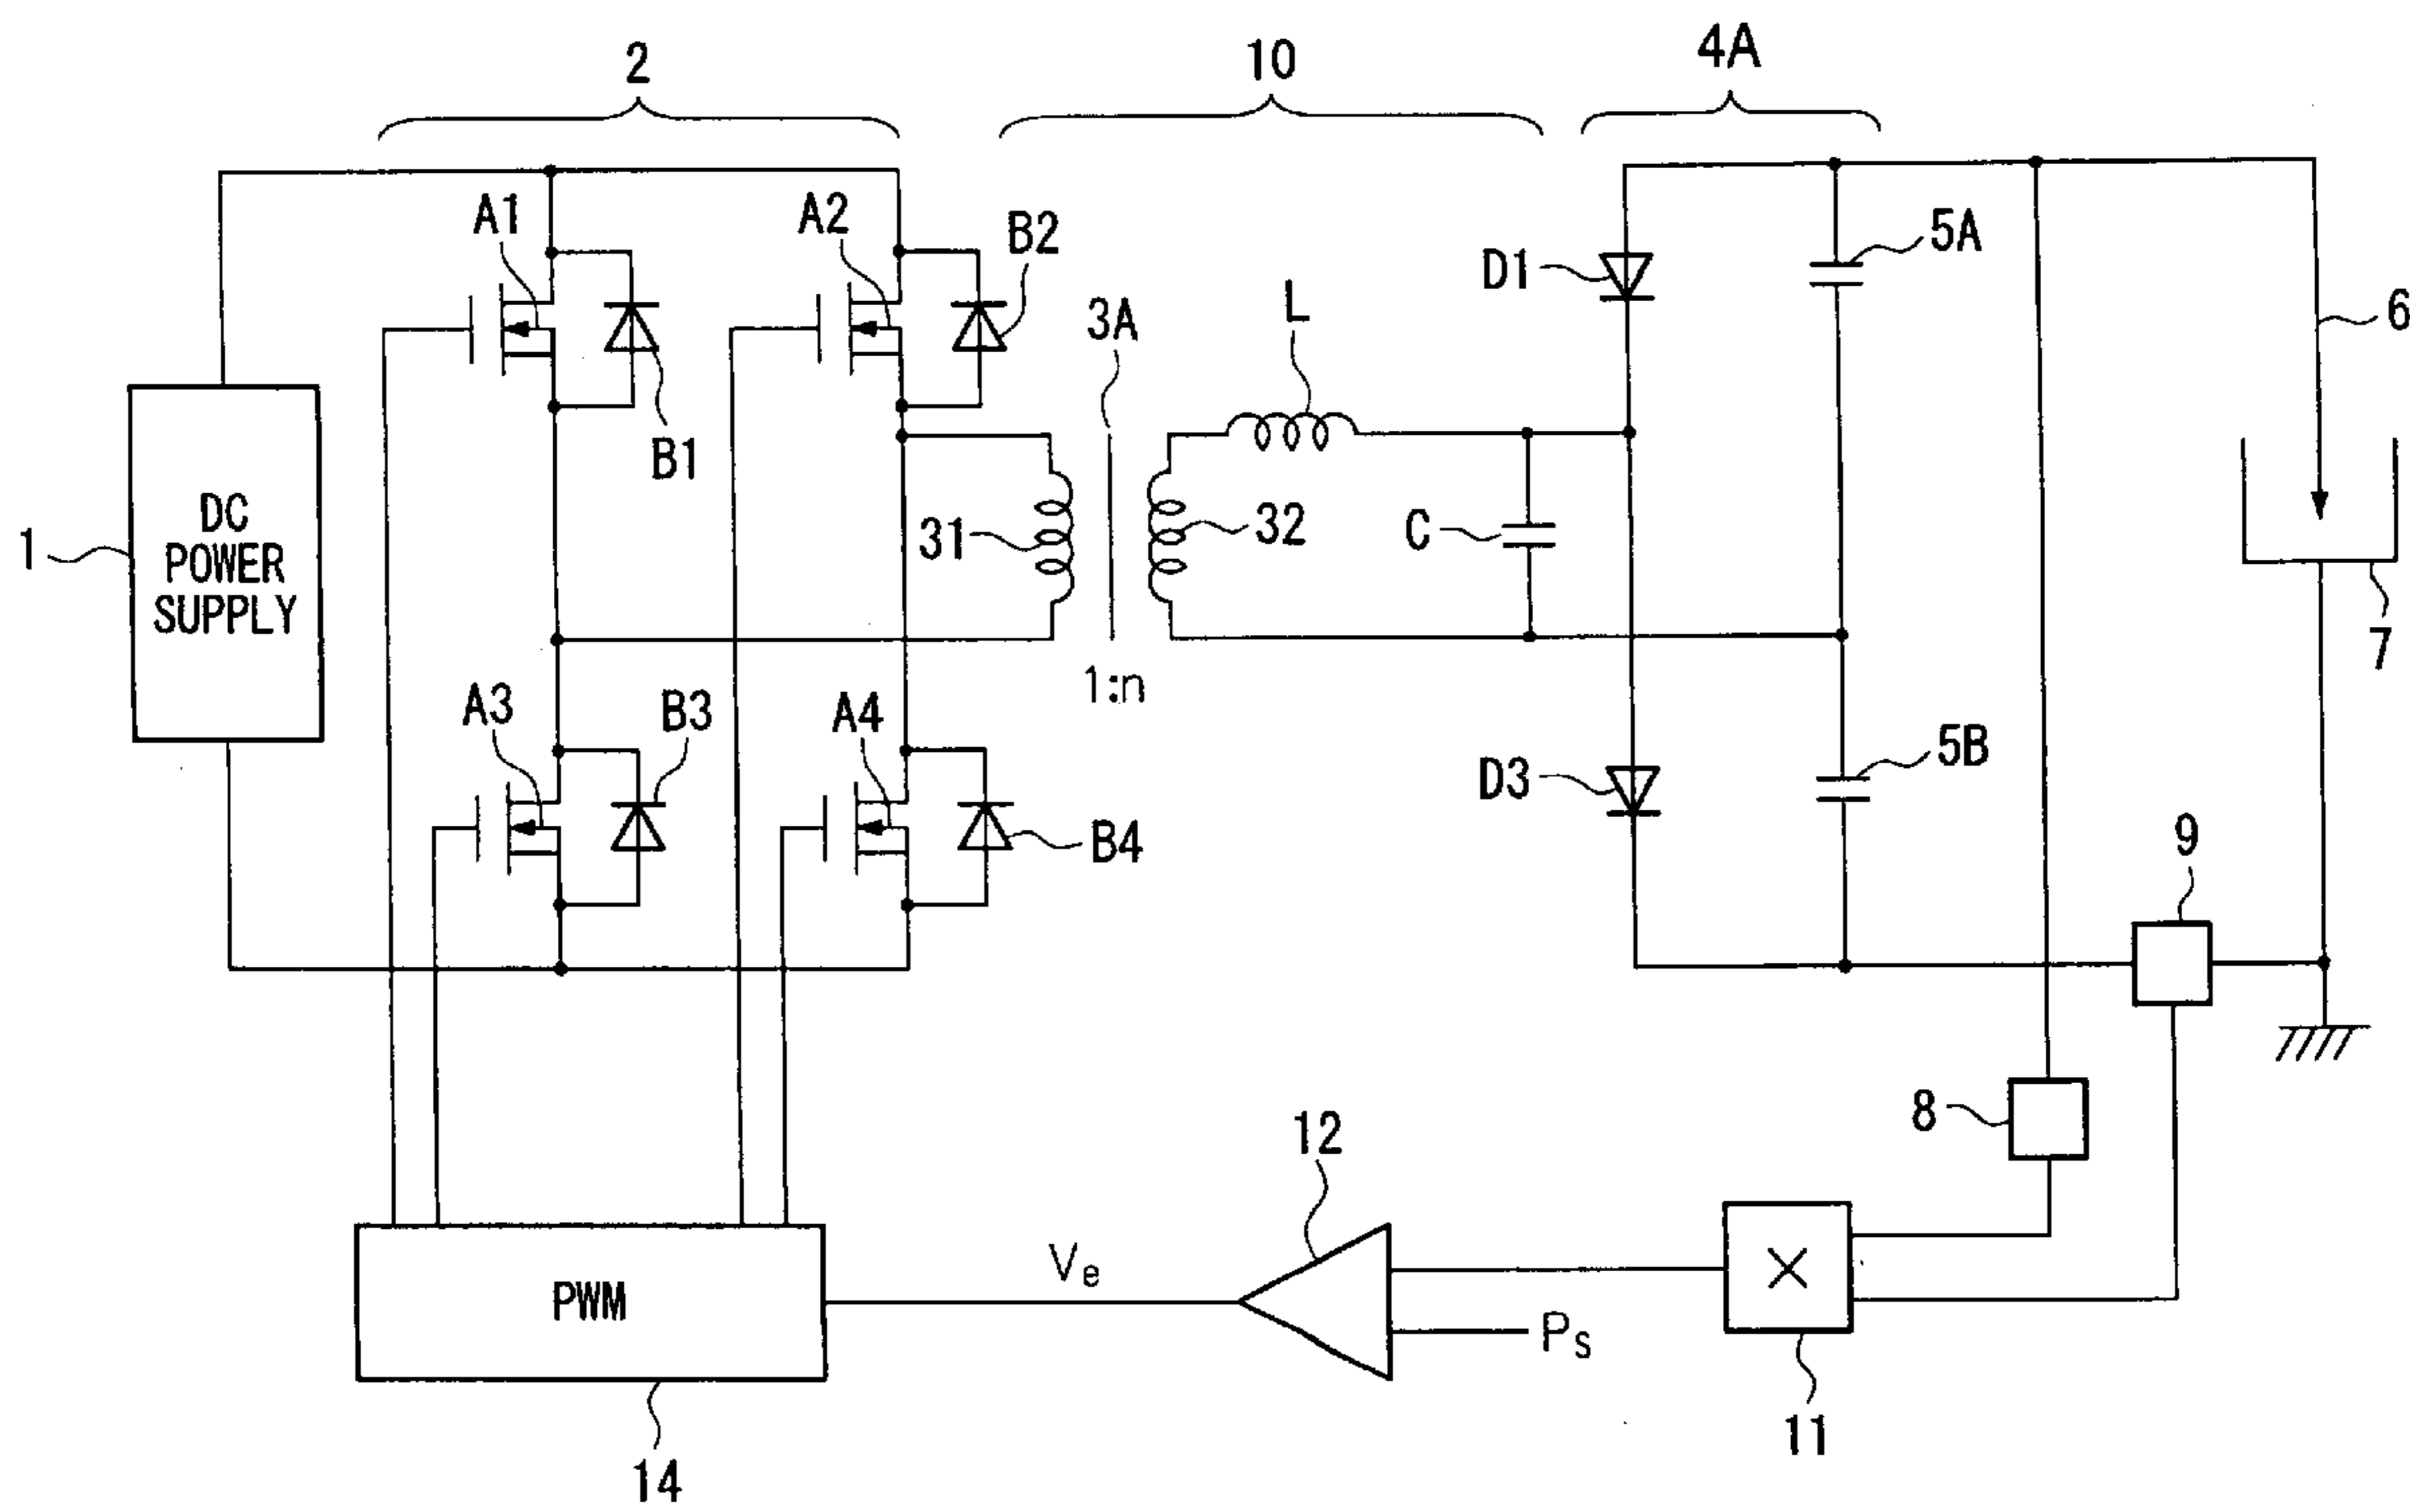 2
10
4A
A1
A2
B2
5A
D1
L
3A
6
B1
DC
POWER
SUPPLY
1
31
32
C
7
1:n
A3
B3
A4
5B
D3
B4
9
8
12
Ve
PWM
×
Ps
11
14